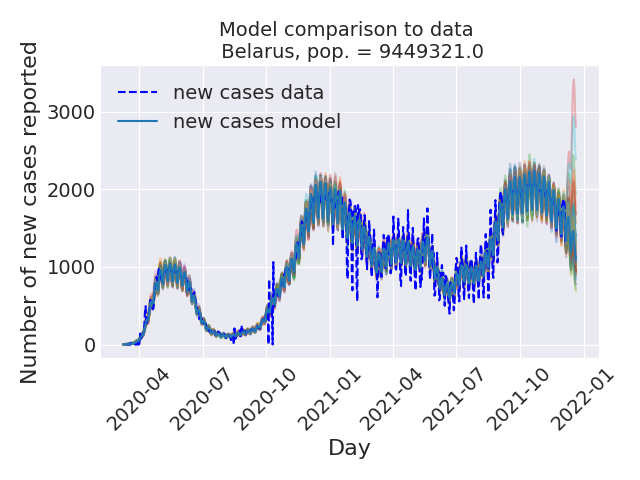 Model comparison to data
Belarus, pop. = 9449321.0
Number of new cases reported
3000
2000
1000
0
new cases data
new cases model
2020-04
2020-07
2020-10
2021-01
2021-04
2021-07
2021-10
2022-01
Day